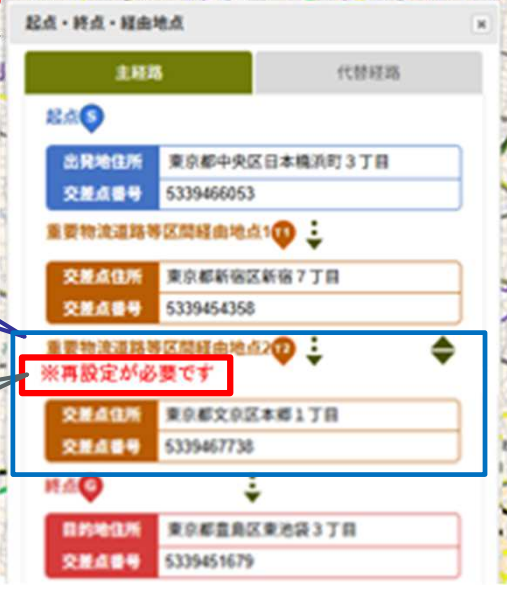 起点・終点・経由地点
主経路 代替経路
起点 S
出発地住所 東京都中央区日本橋浜町3丁目
交差点番号 5339466053
重要物流道路等区間経由地点1 T1
交差点住所 東京都新宿区新宿7丁目
交差点番号 5339454358
重要物流道路等区間経由地点2 T2
※再設定が必要です
交差点住所 東京都文京区本郷1丁目
交差点番号 5339467738
終点 G
目的地住所 東京都豊島区東池袋3丁目
交差点番号 5339451679